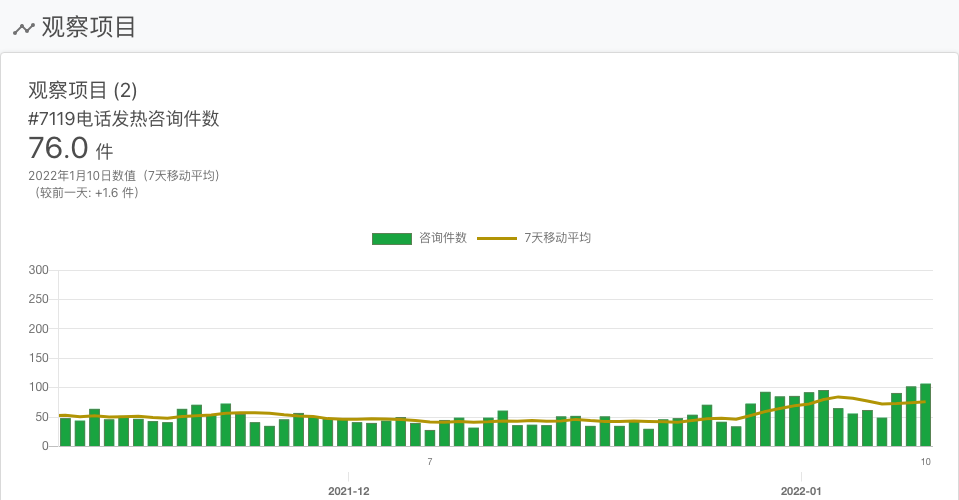 观察项目
观察项目 (2)
#7119电话发热咨询件数
76.0 件
2022年1月10日数值（7天移动平均）
（较前一天: +1.6 件）
咨询件数 7天移动平均
300
250
200
150
100
50
0
7 10
2021-12 2022-01